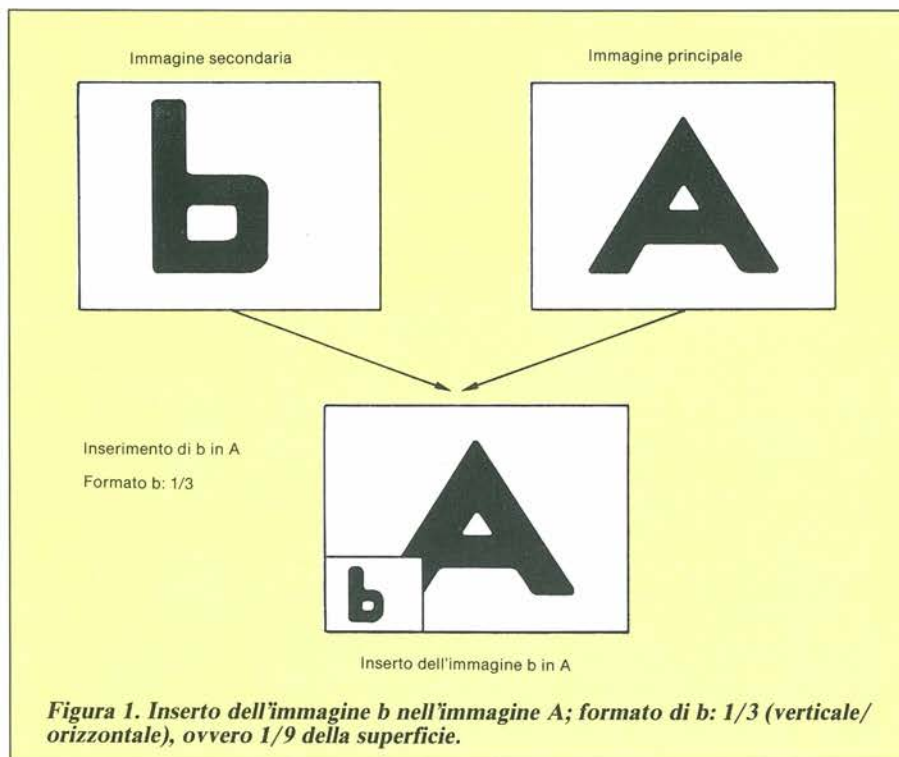 Immagine secondaria
Immagine principale
b
A
Inserimento di b in A
Formato b: 1/3
A
b
Inserto dell'immagine b in A
Figura 1. Inserto dell'immagine b nell'immagine A; formato di b: 1/3 (verticale/
orizzontale), ovvero 1/9 della superficie.